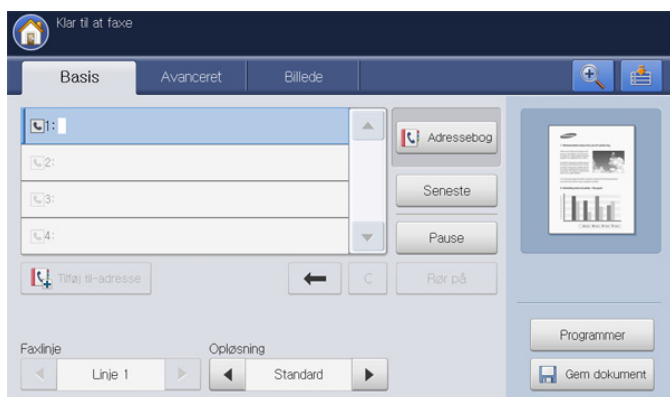 Klar til at faxe
Basis
Avanceret
Billede
1:
Adressebog
2:
3:
Seneste
4:
Pause
Tilføj til-adresse
C
Rør på
Faxlinje
Opløsning
Linje 1
Standard
Programmer
Gem dokument